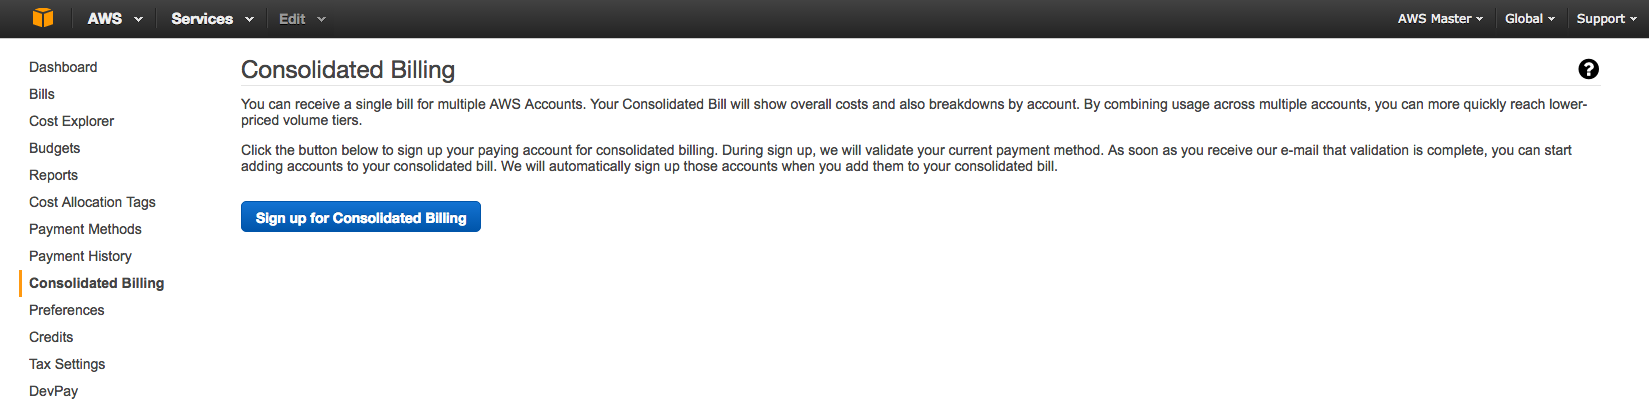 AWS Services Edit AWS Master Global Support
Dashboard
Bills
Cost Explorer
Budgets
Reports
Cost Allocation Tags
Payment Methods
Payment History
Consolidated Billing
Preferences
Credits
Tax Settings
DevPay
Consolidated Billing
?
You can receive a single bill for multiple AWS Accounts. Your Consolidated Bill will show overall costs and also breakdowns by account. By combining usage across multiple accounts, you can more quickly reach lower-
priced volume tiers.
Click the button below to sign up your paying account for consolidated billing. During sign up, we will validate your current payment method. As soon as you receive our e-mail that validation is complete, you can start
adding accounts to your consolidated bill. We will automatically sign up those accounts when you add them to your consolidated bill.
Sign up for Consolidated Billing